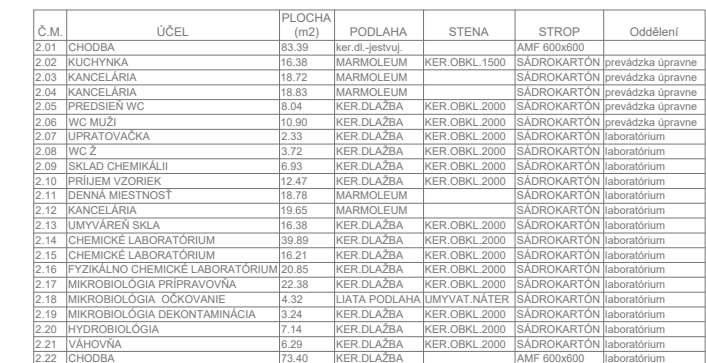 Č.M. ÚČEL PLOCHA (m2) PODLAHA STENA STROP Oddělení
2.01 CHODBA 83.39 ker.dl.-jestvuj. AMF 600x600
2.02 KUCHYNKA 16.38 MARMOLEUM KER.OBKL.1500 SÁDROKARTÓN prevádzka úpravne
2.03 KANCELÁRIA 18.72 MARMOLEUM SÁDROKARTÓN prevádzka úpravne
2.04 KANCELÁRIA 18.83 MARMOLEUM SÁDROKARTÓN prevádzka úpravne
2.05 PREDSIEŇ WC 8.04 KER.DLAŽBA KER.OBKL.2000 SÁDROKARTÓN prevádzka úpravne
2.06 WC MUŽI 10.90 KER.DLAŽBA KER.OBKL.2000 SÁDROKARTÓN prevádzka úpravne
2.07 UPRATOVAČKA 2.33 KER.DLAŽBA KER.OBKL.2000 SÁDROKARTÓN laboratórium
2.08 WC Ž 3.72 KER.DLAŽBA KER.OBKL.2000 SÁDROKARTÓN laboratórium
2.09 SKLAD CHEMIKÁLII 6.93 KER.DLAŽBA KER.OBKL.2000 SÁDROKARTÓN laboratórium
2.10 PRÍIJEM VZORIEK 12.47 KER.DLAŽBA KER.OBKL.2000 SÁDROKARTÓN laboratórium
2.11 DENNÁ MIESTNOSŤ 18.78 MARMOLEUM SÁDROKARTÓN laboratórium
2.12 KANCELÁRIA 19.65 MARMOLEUM SÁDROKARTÓN laboratórium
2.13 UMYVÁREŇ SKLA 16.38 KER.DLAŽBA KER.OBKL.2000 SÁDROKARTÓN laboratórium
2.14 CHEMICKÉ LABORATÓRIUM 39.89 KER.DLAŽBA KER.OBKL.2000 SÁDROKARTÓN laboratórium
2.15 CHEMICKÉ LABORATÓRIUM 16.21 KER.DLAŽBA KER.OBKL.2000 SÁDROKARTÓN laboratórium
2.16 FYZIKÁLNO CHEMICKÉ LABORATÓRIUM 20.85 KER.DLAŽBA KER.OBKL.2000 SÁDROKARTÓN laboratórium
2.17 MIKROBIOLÓGIA PRÍPRAVOVŇA 22.38 KER.DLAŽBA KER.OBKL.2000 SÁDROKARTÓN laboratórium
2.18 MIKROBIOLÓGIA OČKOVANIE 4.32 LIATA PODLAHA UMYVAT.NÁTER SÁDROKARTÓN laboratórium
2.19 MIKROBIOLÓGIA DEKONTAMINÁCIA 3.24 KER.DLAŽBA KER.OBKL.2000 SÁDROKARTÓN laboratórium
2.20 HYDROBIOLÓGIA 7.14 KER.DLAŽBA KER.OBKL.2000 SÁDROKARTÓN laboratórium
2.21 VÁHOVŇA 6.29 KER.DLAŽBA KER.OBKL.2000 SÁDROKARTÓN laboratórium
2.22 CHODBA 73.40 KER.DLAŽBA AMF 600x600 laboratórium